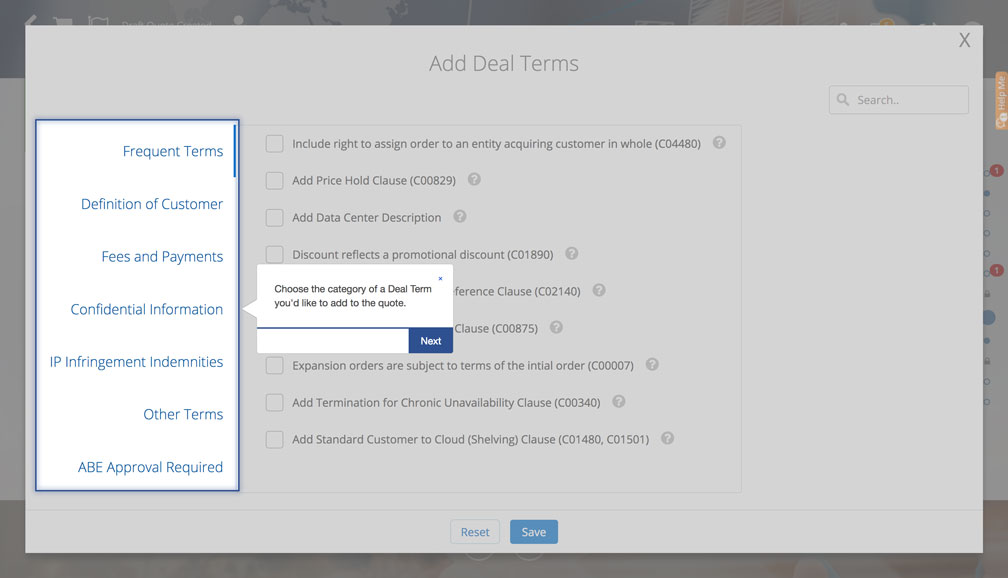 Draft Quote Created
Add Deal Terms
X
Search..
Help Me
Frequent Terms
Definition of Customer
Fees and Payments
Confidential Information
IP Infringement Indemnities
Other Terms
ABE Approval Required
Include right to assign order to an entity acquiring customer in whole (C04480) ?
Add Price Hold Clause (C00829) ?
Add Data Center Description ?
Discount reflects a promotional discount (C01890) ?
ference Clause (C02140) ?
Clause (C00875) ?
Expansion orders are subject to terms of the intial order (C00007) ?
Add Termination for Chronic Unavailability Clause (C00340) ?
Add Standard Customer to Cloud (Shelving) Clause (C01480, C01501) ?
×
Choose the category of a Deal Term
you'd like to add to the quote.
Next
1
1
Reset
Save